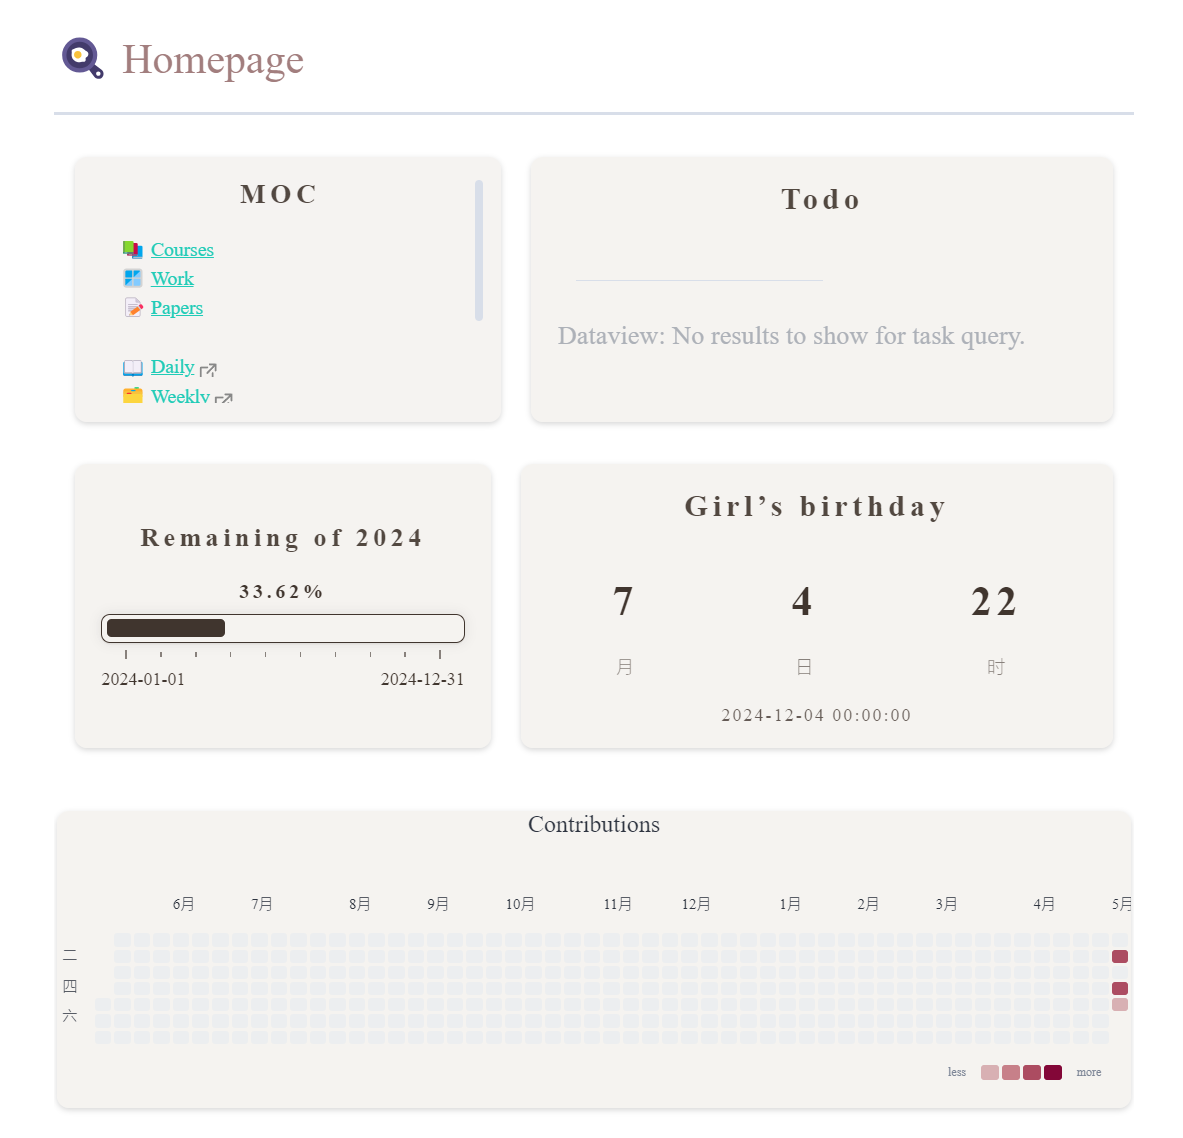 Homepage
MOC
Courses
Work
Papers
Daily
Weekly
Todo
Dataview: No results to show for task query.
Remaining of 2024
33.62%
2024-01-01 2024-12-31
Girl’s birthday
7 4 22
月 日 时
2024-12-04 00:00:00
Contributions
6月 7月 8月 9月 10月 11月 12月 1月 2月 3月 4月 5月
二
四
六
less more